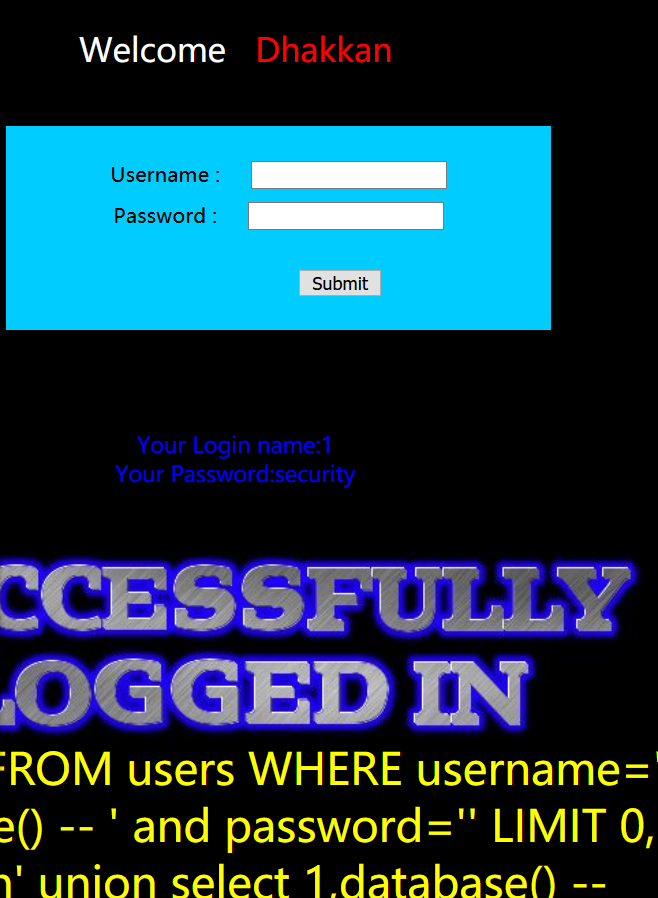 Welcome Dhakkan
Username :
Password :
Submit
Your Login name:1
Your Password:security
CCESSFULLY
LOGGED IN
FROM users WHERE username='
e() -- ' and password='' LIMIT 0,
n' union select 1,database() --